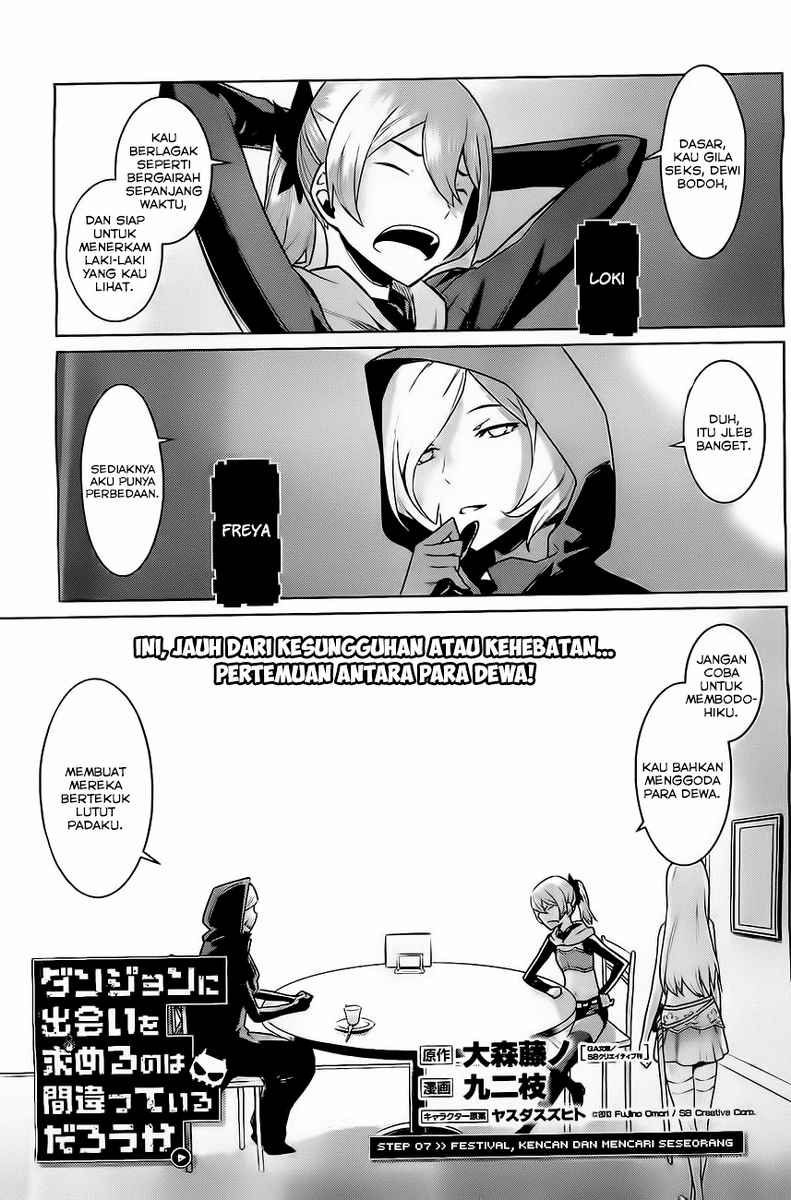 DASAR,
KAU GILA
SEKS, DEWI
BODOH,
KAU
BERLAGAK
SEPERTI
BERGAIRAH
SEPANJANG
WAKTU,
DAN SIAP
UNTUK
MENERKAM
LAKI-LAKI
YANG KAU
LIHAT.
LOKI
DUH,
ITU JLEB
BANGET.
SEDIAKNYA
AKU PUNYA
PERBEDAAN.
FREYA
INI, JAUH DARI KESUNGGUHAN ATAU KEHEBATAN...
PERTEMUAN ANTARA PARA DEWA!
JANGAN
COBA
UNTUK
MEMBODO-
HIKU.
KAU BAHKAN
MENGGODA
PARA DEWA.
MEMBUAT
MEREKA
BERTEKUK
LUTUT
PADAKU.
ダンジョンに
出会いを
求めるのは
間違っている
だろうか
原作 大森藤ノ
漫画 九二枝
キャラクター原案 ヤスダスズヒト ©2013 Fujino Omori / SB Creative Corp.
STEP 07 >> FESTIVAL, KENCAN DAN MENCARI SESEORANG